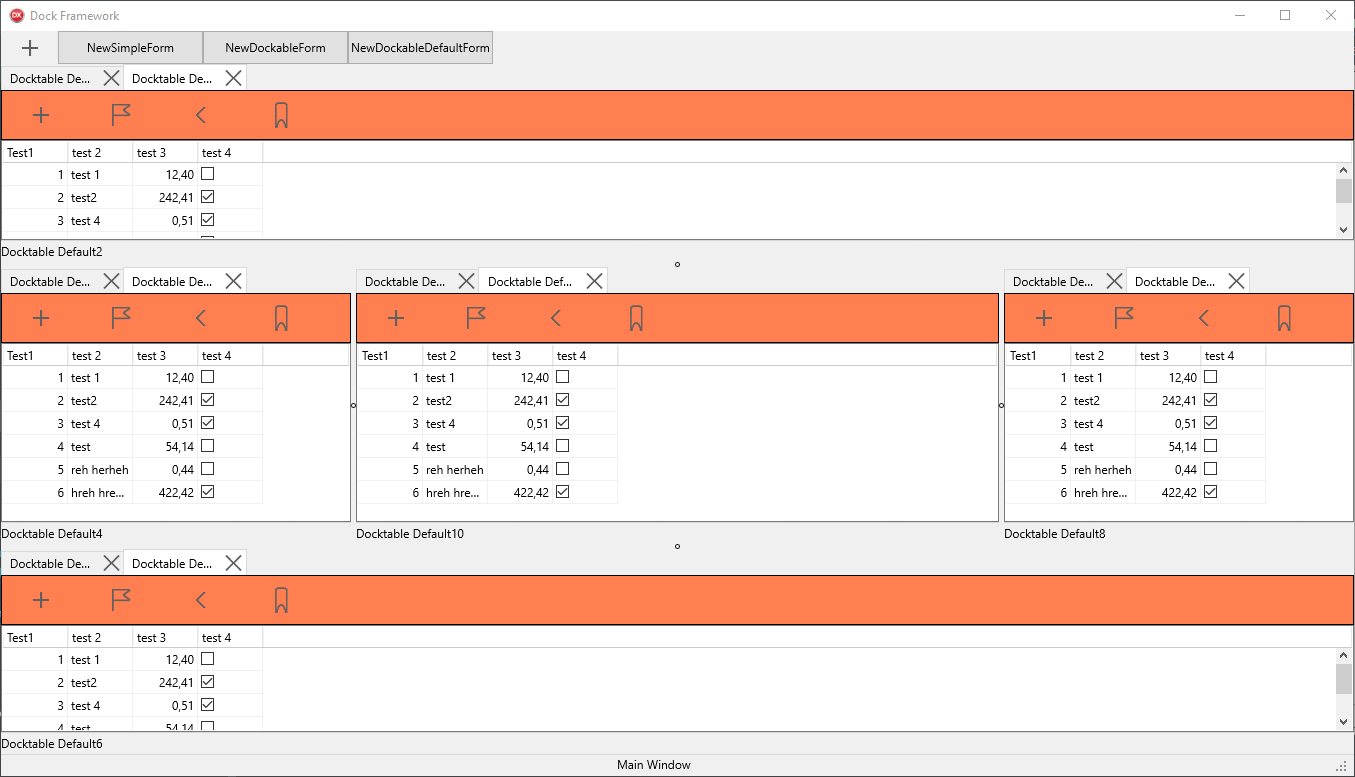 Dock Framework
NewSimpleForm NewDockableForm NewDockableDefaultForm
Docktable De... Docktable De...
Test1 test 2 test 3 test 4
1 test 1 12,40
2 test2 242,41
3 test 4 0,51
Docktable Default2
Docktable De... Docktable De... Docktable De... Docktable Def... Docktable De... Docktable De...
Test1 test 2 test 3 test 4 Test1 test 2 test 3 test 4 Test1 test 2 test 3 test 4
1 test 1 12,40 1 test 1 12,40 1 test 1 12,40
2 test2 242,41 2 test2 242,41 2 test2 242,41
3 test 4 0,51 3 test 4 0,51 3 test 4 0,51
4 test 54,14 4 test 54,14 4 test 54,14
5 reh herheh 0,44 5 reh herheh 0,44 5 reh herheh 0,44
6 hreh hre... 422,42 6 hreh hre... 422,42 6 hreh hre... 422,42
Docktable Default4 Docktable Default10 Docktable Default8
Docktable De... Docktable De...
Test1 test 2 test 3 test 4
1 test 1 12,40
2 test2 242,41
3 test 4 0,51
4 test 54,14
Docktable Default6
Main Window